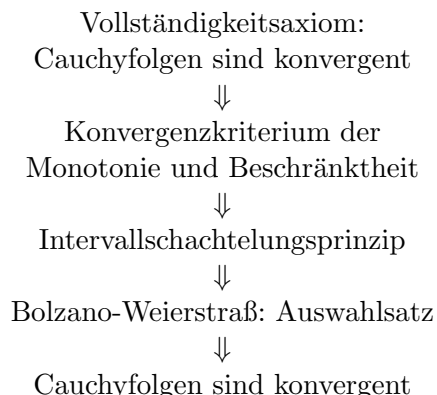 Vollständigkeitsaxiom:
Cauchyfolgen sind konvergent
⇓
Konvergenzkriterium der
Monotonie und Beschränktheit
⇓
Intervallschachtelungsprinzip
⇓
Bolzano-Weierstraß: Auswahlsatz
⇓
Cauchyfolgen sind konvergent